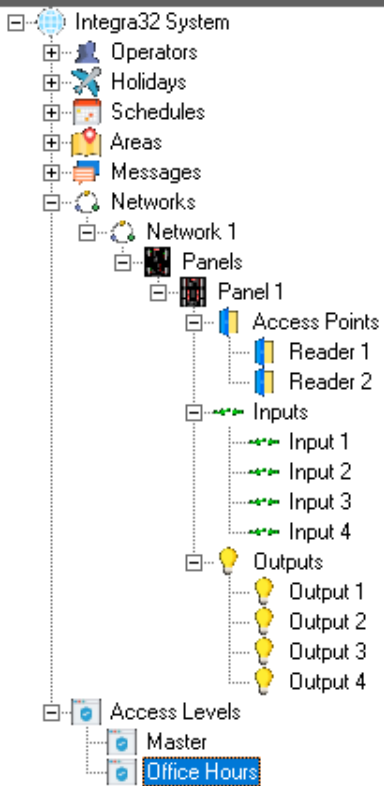 Integra32 System
Operators
Holidays
Schedules
Areas
Messages
Networks
Network 1
Panels
Panel 1
Access Points
Reader 1
Reader 2
Inputs
Input 1
Input 2
Input 3
Input 4
Outputs
Output 1
Output 2
Output 3
Output 4
Access Levels
Master
Office Hours